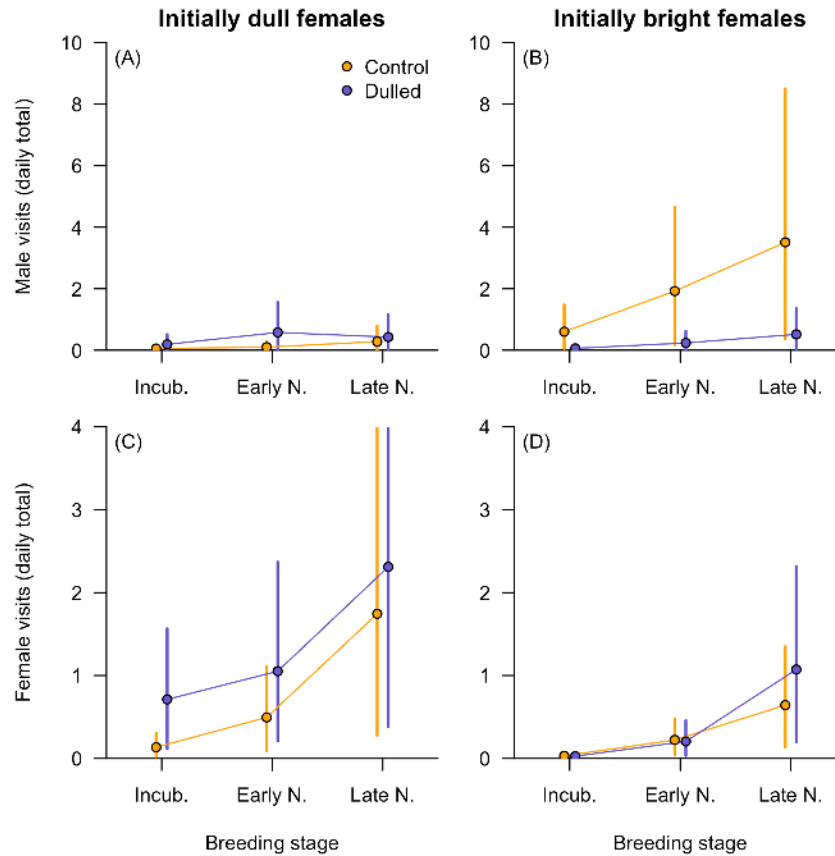 Initially dull females
Initially bright females
Male visits (daily total)
10
8
6
4
2
0
(A)
Control
Dulled
Incub. Early N. Late N.
10
8
6
4
2
0
(B)
Incub. Early N. Late N.
Female visits (daily total)
4
3
2
1
0
(C)
Incub. Early N. Late N.
Breeding stage
4
3
2
1
0
(D)
Incub. Early N. Late N.
Breeding stage